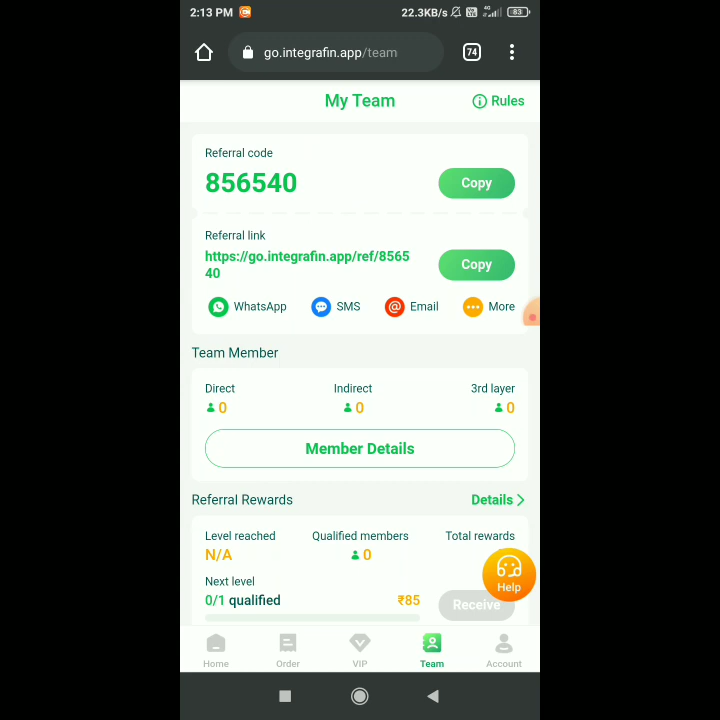 2:13 PM 22.3KB/s 4G 83
go.integrafin.app/team 74
My Team Rules
Referral code
856540 Copy
Referral link
https://go.integrafin.app/ref/8565
40 Copy
WhatsApp SMS Email More
Team Member
Direct Indirect 3rd layer
0 0 0
Member Details
Referral Rewards Details
Level reached Qualified members Total rewards
N/A 0
Help
Next level
0/1 qualified ₹85 Receive
Home Order VIP Team Account